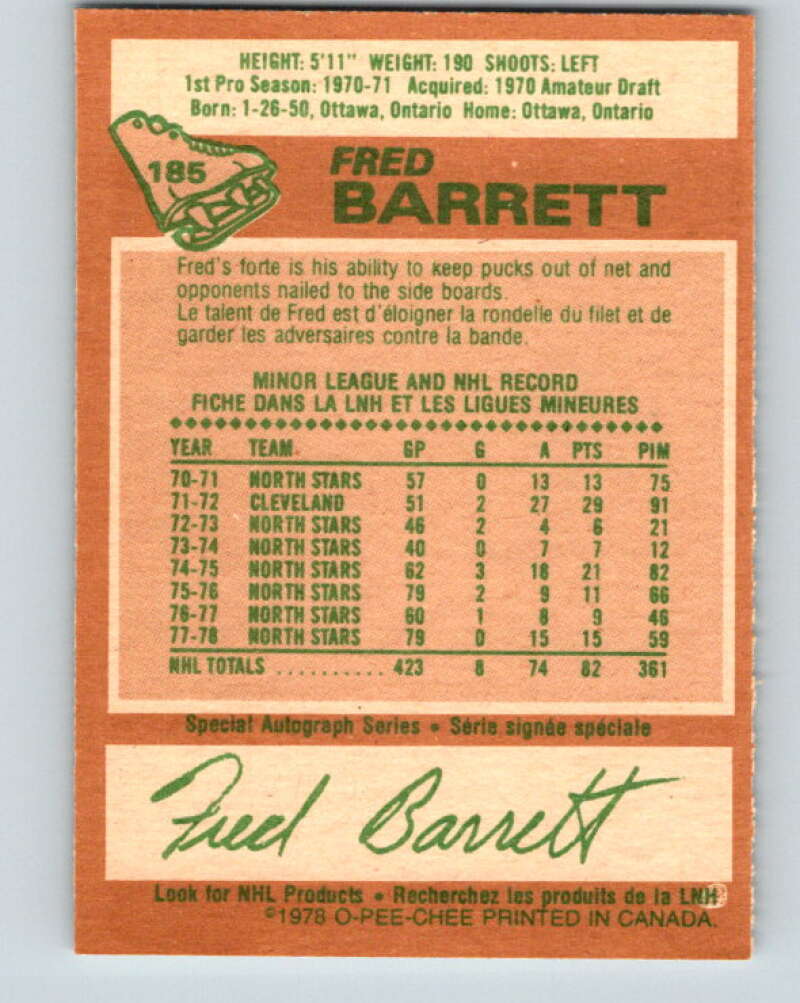 HEIGHT: 5'11" WEIGHT: 190 SHOOTS: LEFT
1st Pro Season: 1970-71 Acquired: 1970 Amateur Draft
Born: 1-26-50, Ottawa, Ontario Home: Ottawa, Ontario
185
FRED
BARRETT
Fred's forte is his ability to keep pucks out of net and
opponents nailed to the side boards.
Le talent de Fred est d'éloigner la rondelle du filet et de
garder les adversaires contre la bande.
MINOR LEAGUE AND NHL RECORD
FICHE DANS LA LNH ET LES LIGUES MINEURES
YEAR TEAM GP G A PTS PIM
70-71 NORTH STARS 57 0 13 13 75
71-72 CLEVELAND 51 2 27 29 91
72-73 NORTH STARS 46 2 4 6 21
73-74 NORTH STARS 40 0 7 7 12
74-75 NORTH STARS 62 3 18 21 82
75-76 NORTH STARS 79 2 9 11 66
76-77 NORTH STARS 60 1 8 9 46
77-78 NORTH STARS 79 0 15 15 59
NHL TOTALS .......... 423 8 74 82 361
Special Autograph Series • Série signée spéciale
Fred Barrett
Look for NHL Products • Recherchez les produits de la LNH
©1978 O-PEE-CHEE PRINTED IN CANADA.